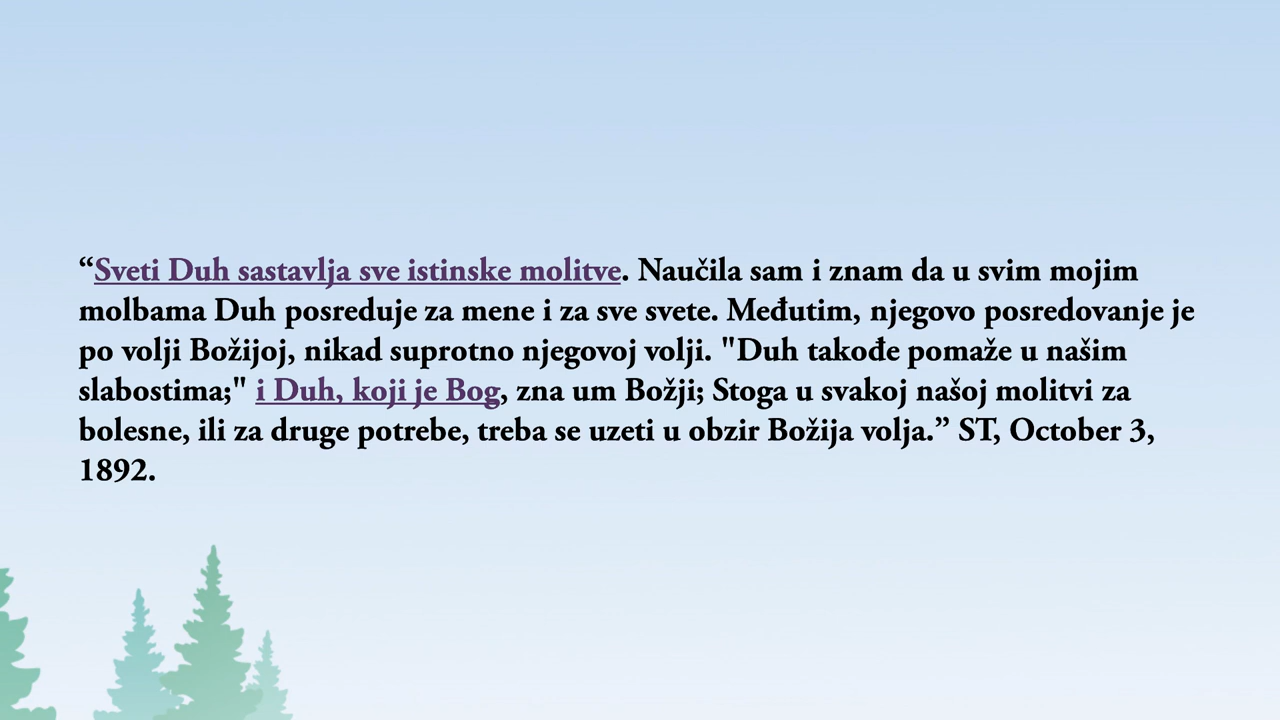 “Sveti Duh sastavlja sve istinske molitve. Naučila sam i znam da u svim mojim
molbama Duh posreduje za mene i za sve svete. Međutim, njegovo posredovanje je
po volji Božijoj, nikad suprotno njegovoj volji. "Duh takođe pomaže u našim
slabostima;" i Duh, koji je Bog, zna um Božji; Stoga u svakoj našoj molitvi za
bolesne, ili za druge potrebe, treba se uzeti u obzir Božija volja.” ST, October 3,
1892.